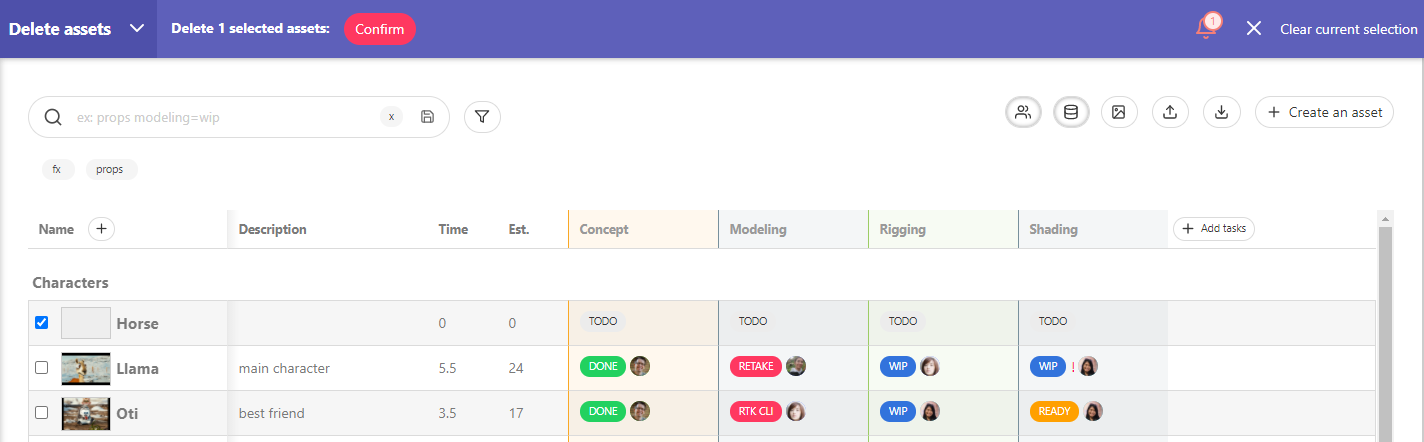 Delete assets Delete 1 selected assets: Confirm 1 Clear current selection
ex: props modeling=wip x Create an asset
fx props
Name Description Time Est. Concept Modeling Rigging Shading Add tasks
Characters
Horse 0 0 TODO TODO TODO TODO
Llama main character 5.5 24 DONE RETAKE WIP WIP !
Oti best friend 3.5 17 DONE RTK CLI WIP READY